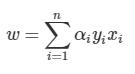 w = \sum_{i=1}^{n} \alpha_i y_i x_i